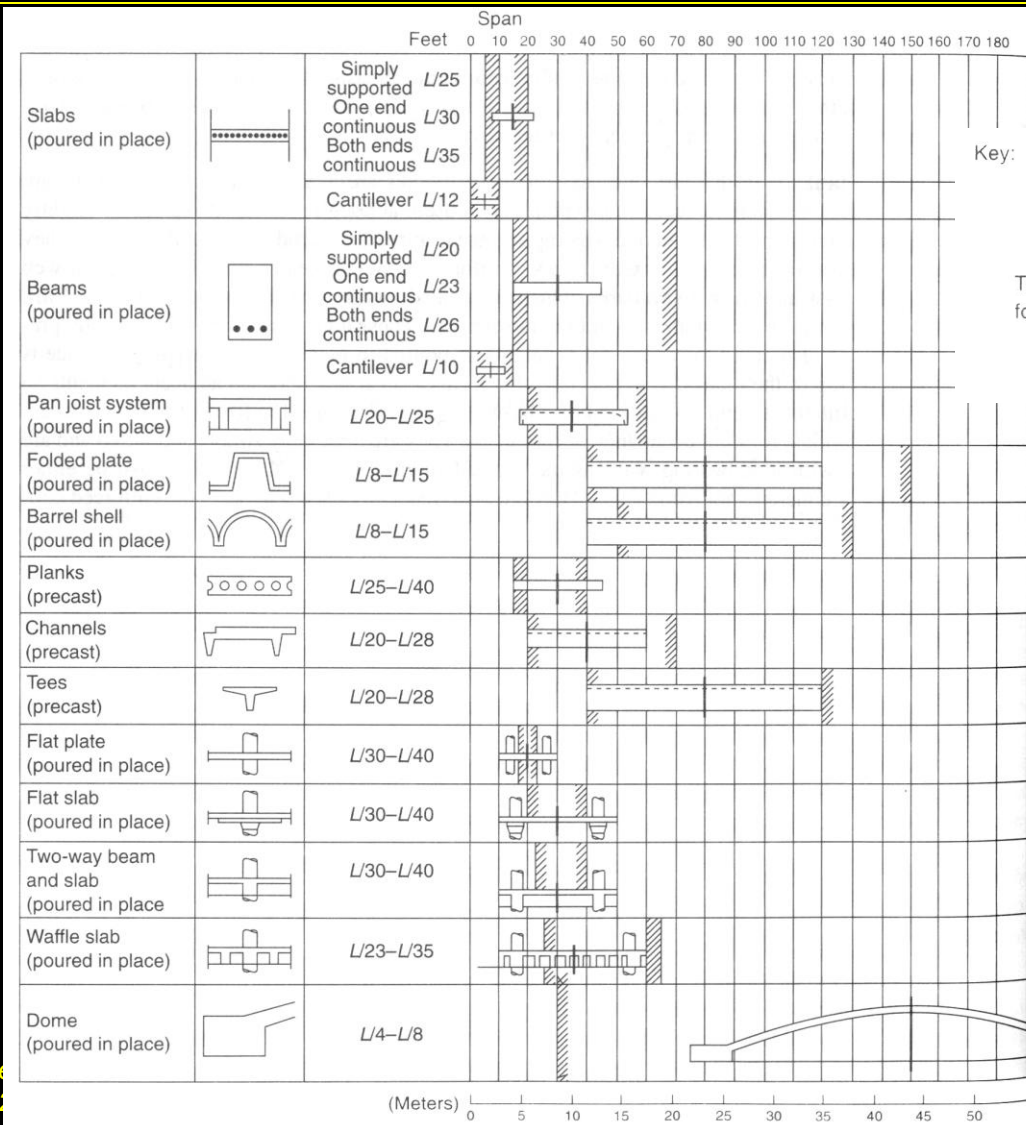 Span
Feet 0 10 20 30 40 50 60 70 80 90 100 110 120 130 140 150 160 170 180
Slabs
(poured in place)
Simply
supported L/25
One end
continuous L/30
Both ends
continuous L/35
Cantilever L/12
Key:
Beams
(poured in place)
Simply
supported L/20
One end
continuous L/23
Both ends
continuous L/26
Cantilever L/10
Pan joist system
(poured in place)
L/20–L/25
Folded plate
(poured in place)
L/8–L/15
Barrel shell
(poured in place)
L/8–L/15
Planks
(precast)
L/25–L/40
Channels
(precast)
L/20–L/28
Tees
(precast)
L/20–L/28
Flat plate
(poured in place)
L/30–L/40
Flat slab
(poured in place)
L/30–L/40
Two-way beam
and slab
(poured in place
L/30–L/40
Waffle slab
(poured in place)
L/23–L/35
Dome
(poured in place)
L/4–L/8
(Meters) 0 5 10 15 20 25 30 35 40 45 50